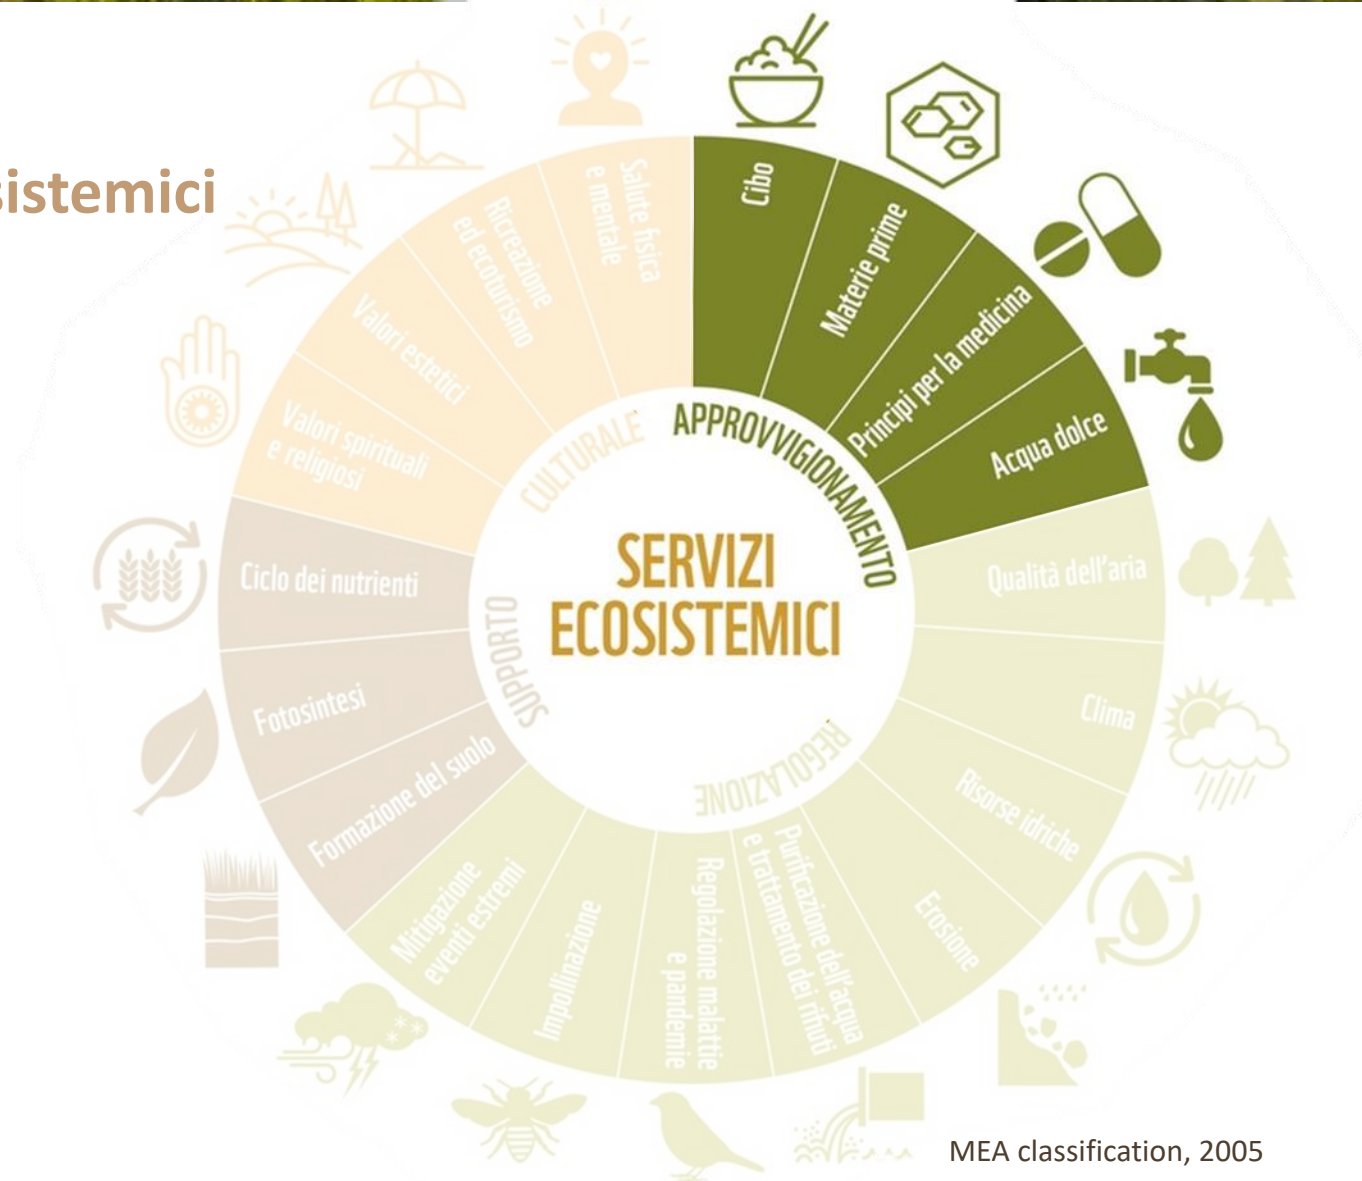 sistemici
Cibo
Materie prime
Principi per la medicina
Acqua dolce
Qualità dell'aria
Clima
Risorse idriche
Erosione
Purificazione dell'acqua
e trattamento dei rifiuti
Regolazione malattie
e pandemie
Impollinazione
Mitigazione
eventi estremi
Formazione del suolo
Fotosintesi
Ciclo dei nutrienti
Valori spirituali
e religiosi
Valori estetici
Ricreazione
ed ecoturismo
Salute fisica
e mentale
CULTURALE
APPROVVIGIONAMENTO
SUPPORTO
REGOLAZIONE
SERVIZI
ECOSISTEMICI
MEA classification, 2005